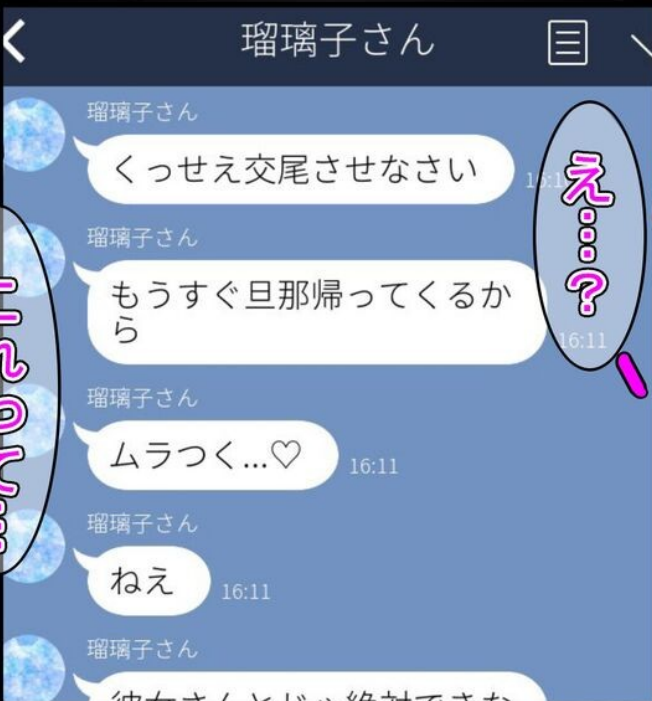 瑠璃子さん
瑠璃子さん
くっせえ交尾させなさい
え…?
瑠璃子さん
もうすぐ旦那帰ってくるか
ら
16:11
瑠璃子さん
ムラつく...♡
16:11
瑠璃子さん
ねえ
16:11
瑠璃子さん